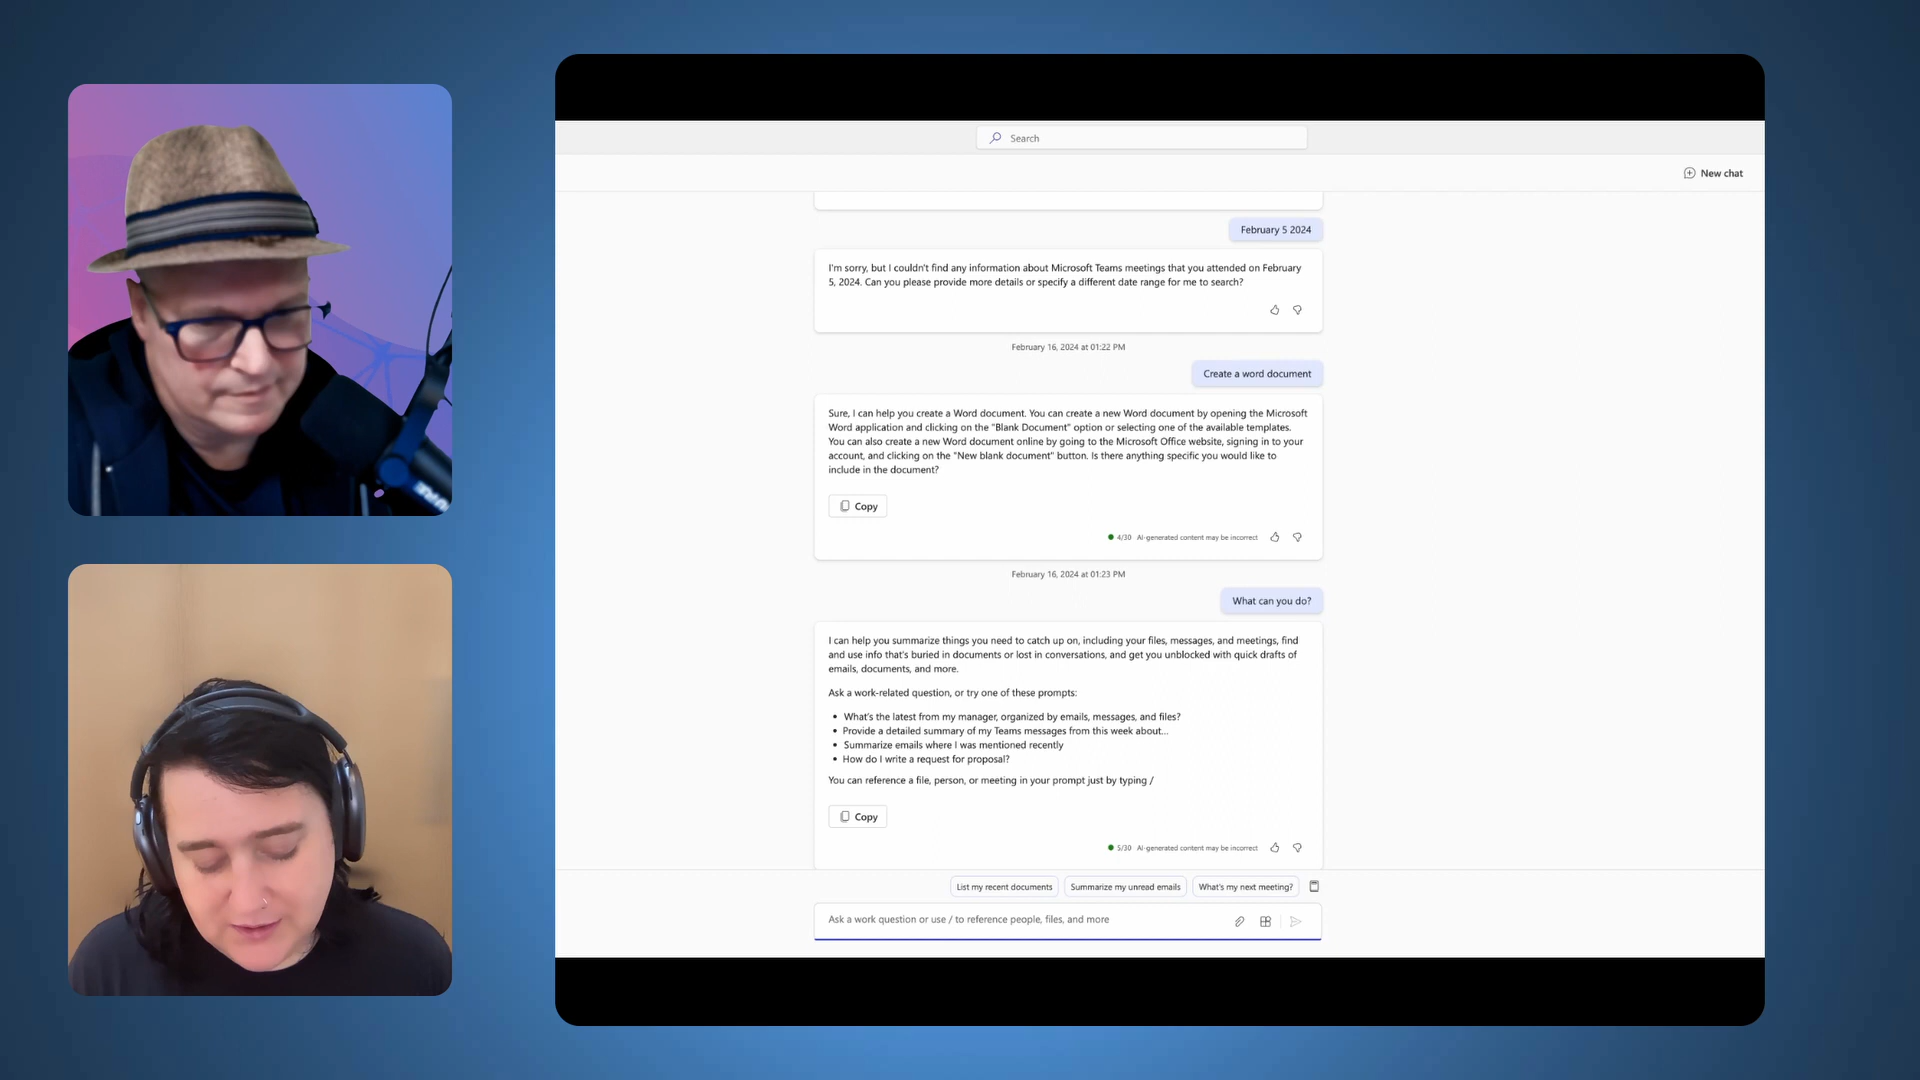 Search
New chat
February 5 2024
I'm sorry, but I couldn't find any information about Microsoft Teams meetings that you attended on February
5, 2024. Can you please provide more details or specify a different date range for me to search?
February 16, 2024 at 01:22 PM
Create a word document
Sure, I can help you create a Word document. You can create a new Word document by opening the Microsoft
Word application and clicking on the "Blank Document" option or selecting one of the available templates.
You can also create a new Word document online by going to the Microsoft Office website, signing in to your
account, and clicking on the "New blank document" button. Is there anything specific you would like to
include in the document?
Copy
4/30 AI-generated content may be incorrect
February 16, 2024 at 01:23 PM
What can you do?
I can help you summarize things you need to catch up on, including your files, messages, and meetings, find
and use info that's buried in documents or lost in conversations, and get you unblocked with quick drafts of
emails, documents, and more.
Ask a work-related question, or try one of these prompts:
• What's the latest from my manager, organized by emails, messages, and files?
• Provide a detailed summary of my Teams messages from this week about...
• Summarize emails where I was mentioned recently
• How do I write a request for proposal?
You can reference a file, person, or meeting in your prompt just by typing /
Copy
5/30 AI-generated content may be incorrect
List my recent documents
Summarize my unread emails
What's my next meeting?
Ask a work question or use / to reference people, files, and more
SHURE